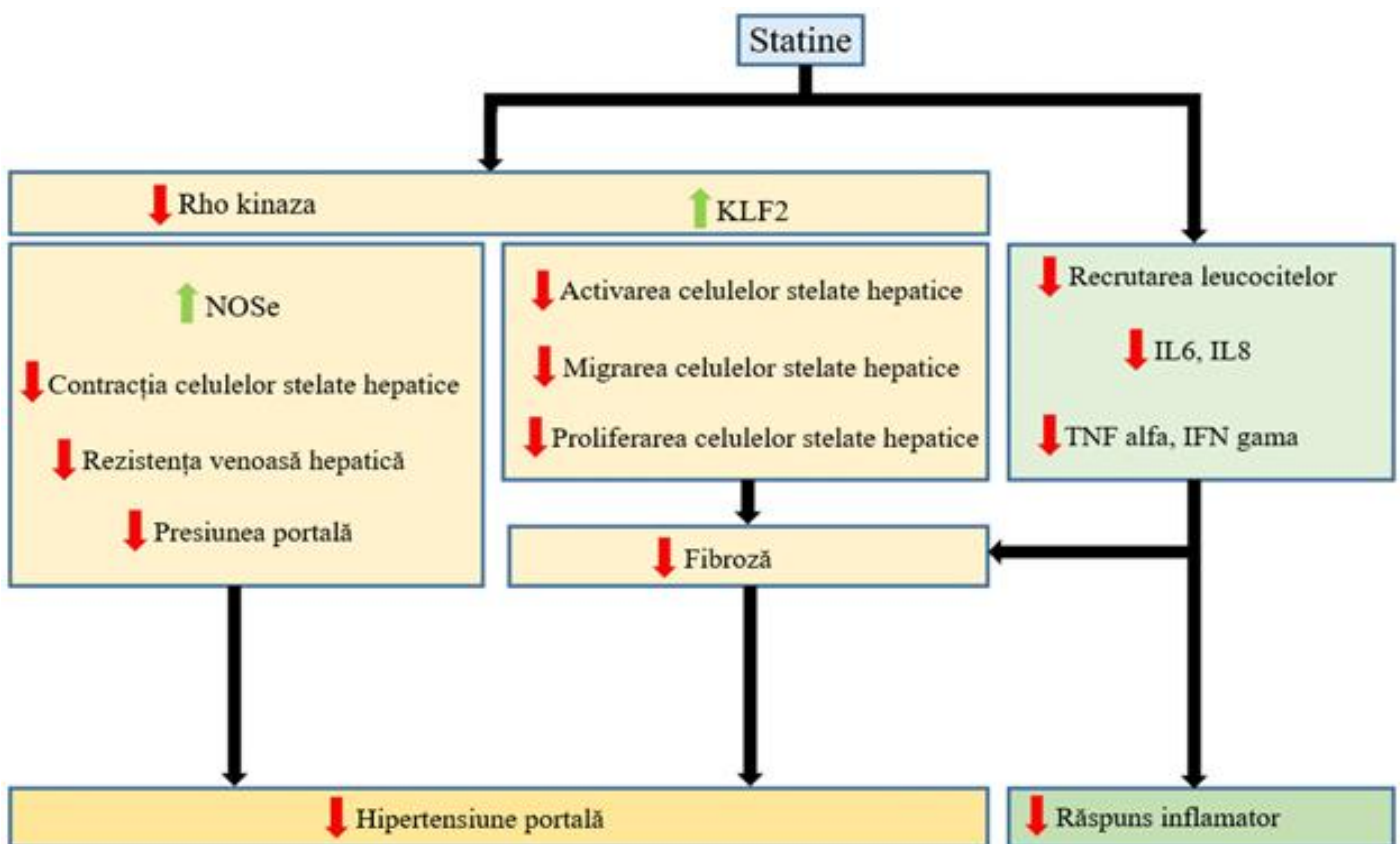 Statine
Rho kinaza
KLF2
NOSe
Contracția celulelor stelate hepatice
Rezistența venoasă hepatică
Presiunea portală
Activarea celulelor stelate hepatice
Migrarea celulelor stelate hepatice
Proliferarea celulelor stelate hepatice
Fibroză
Recrutarea leucocitelor
IL6, IL8
TNF alfa, IFN gama
Hipertensiune portală
Răspuns inflamator